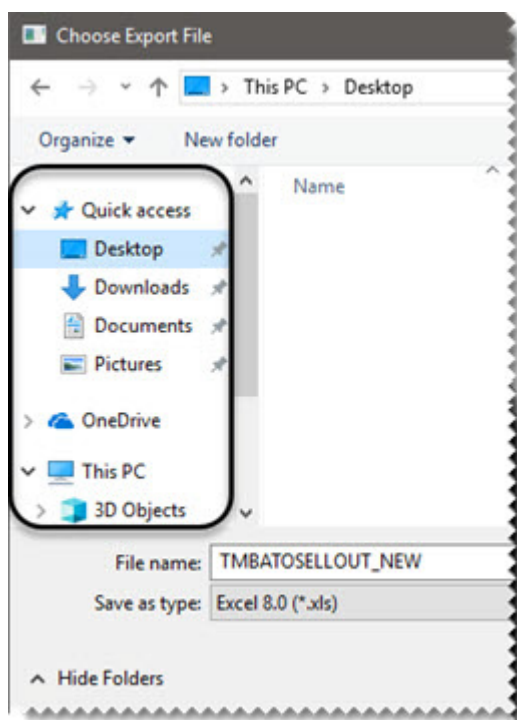 Choose Export File
This PC > Desktop
Organize New folder
Name
Quick access
Desktop
Downloads
Documents
Pictures
OneDrive
This PC
3D Objects
File name: TMBATOSELLOUT_NEW
Save as type: Excel 8.0 (*.xls)
Hide Folders